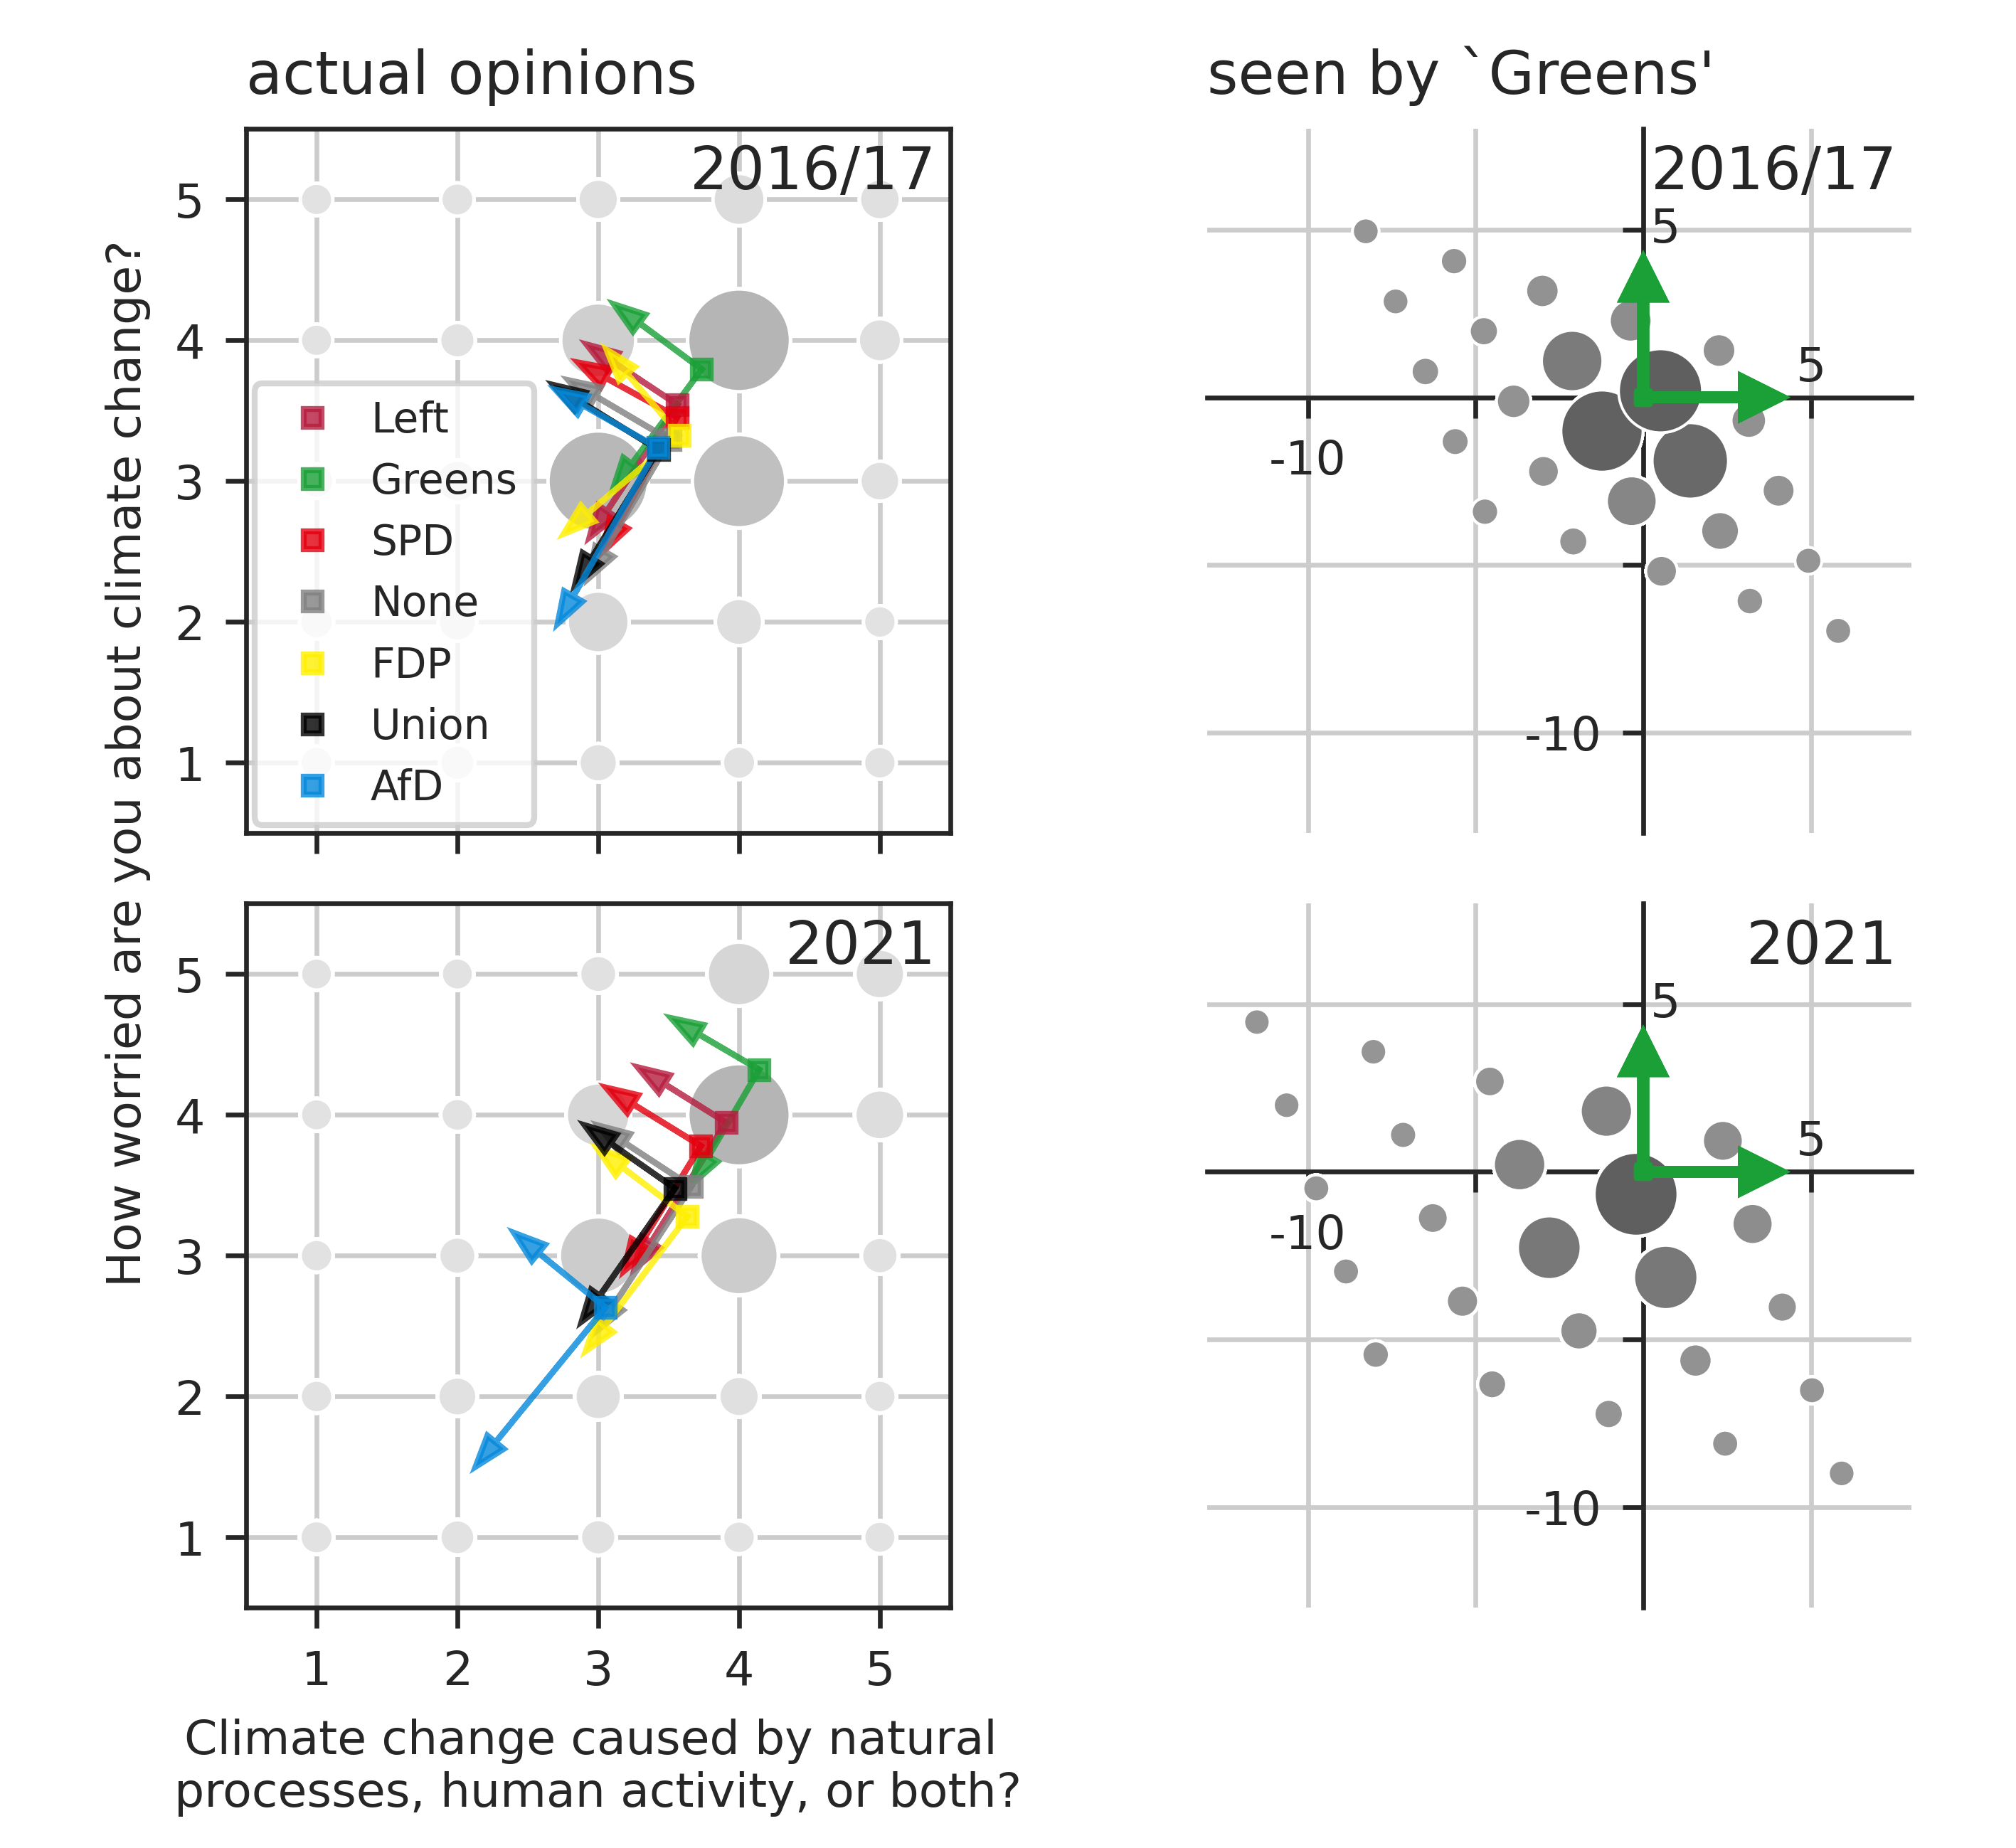 actual opinions
seen by `Greens'
How worried are you about climate change?
2016/17
5
4
3
2
1
Left
Greens
SPD
None
FDP
Union
AfD
2016/17
5
5
-10
-10
2021
5
4
3
2
1
1 2 3 4 5
Climate change caused by natural
processes, human activity, or both?
2021
5
5
-10
-10